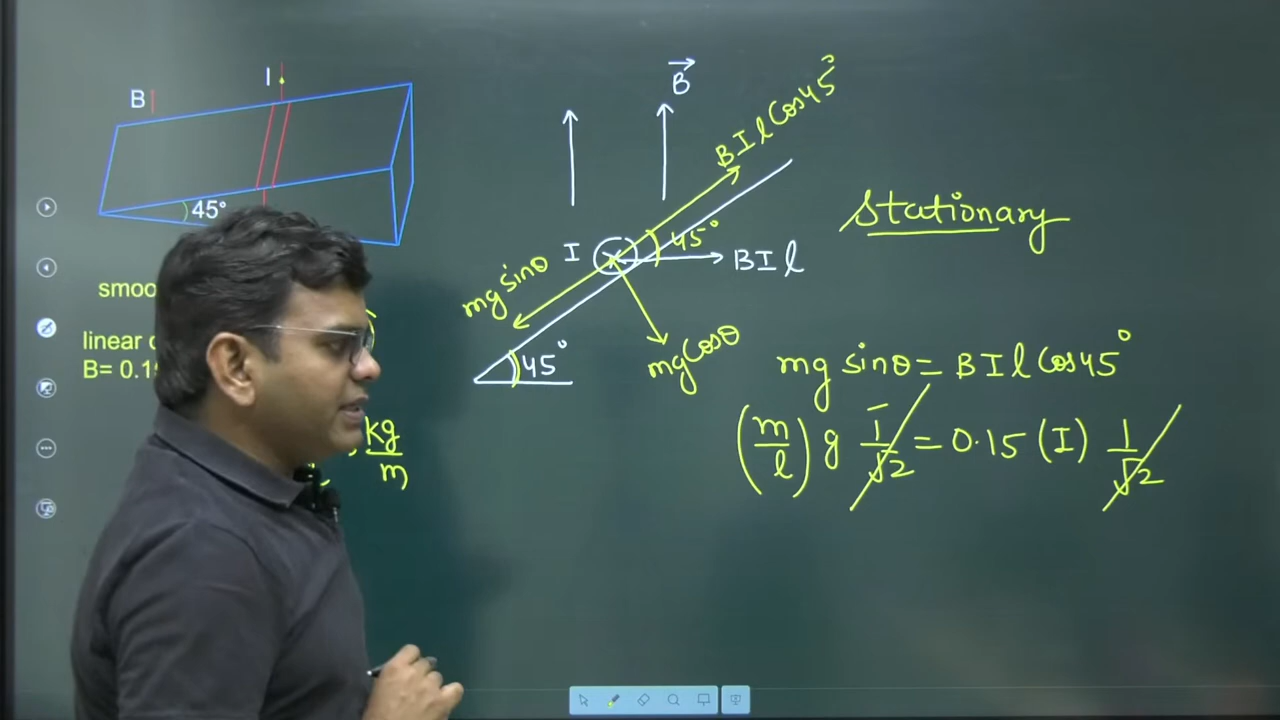 B
I
45°
smoo
linear
B= 0.1
kg
m
B
BIl Cos45°
I
45°
BIl
mg sinθ
mg Cosθ
45°
Stationary
mg sinθ = BIl Cos45°
(m/l) g 1/√2 = 0.15 (I) 1/√2